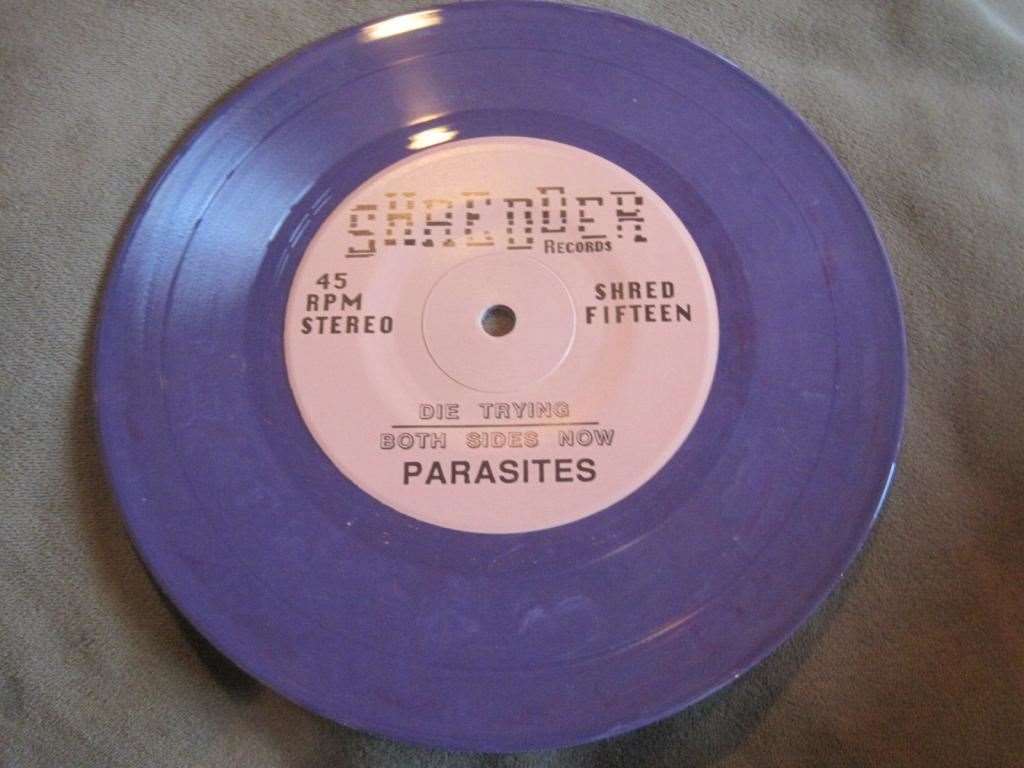 SHREDDER
RECORDS
45
RPM
STEREO
SHRED
FIFTEEN
DIE TRYING
BOTH SIDES NOW
PARASITES